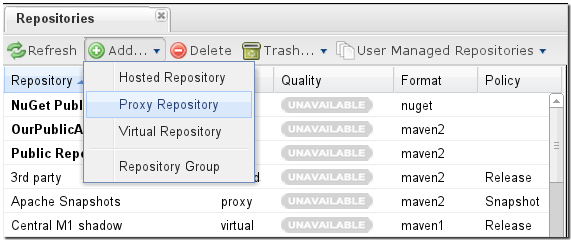 Repositories
Refresh Add... Delete Trash... User Managed Repositories
Repository Quality Format Policy
Hosted Repository
Proxy Repository
Virtual Repository
Repository Group
NuGet Publ UNAVAILABLE nuget
OurPublicA UNAVAILABLE maven2
Public Repo UNAVAILABLE maven2
3rd party d UNAVAILABLE maven2 Release
Apache Snapshots proxy UNAVAILABLE maven2 Snapshot
Central M1 shadow virtual UNAVAILABLE maven1 Release